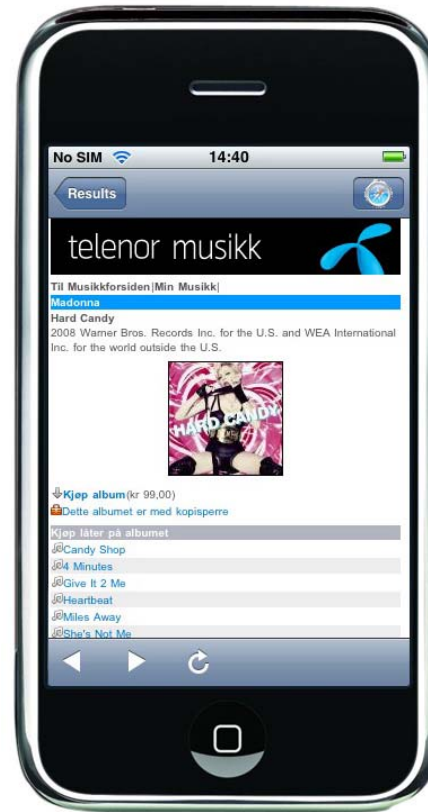 No SIM 14:40
Results
telenor musikk
Til Musikkforsiden|Min Musikk|
Madonna
Hard Candy
2008 Warner Bros. Records Inc. for the U.S. and WEA International
Inc. for the world outside the U.S.
HARD CANDY
Kjøp album(kr 99,00)
Dette albumet er med kopisperre
Kjøp låter på albumet
Candy Shop
4 Minutes
Give It 2 Me
Heartbeat
Miles Away
She's Not Me